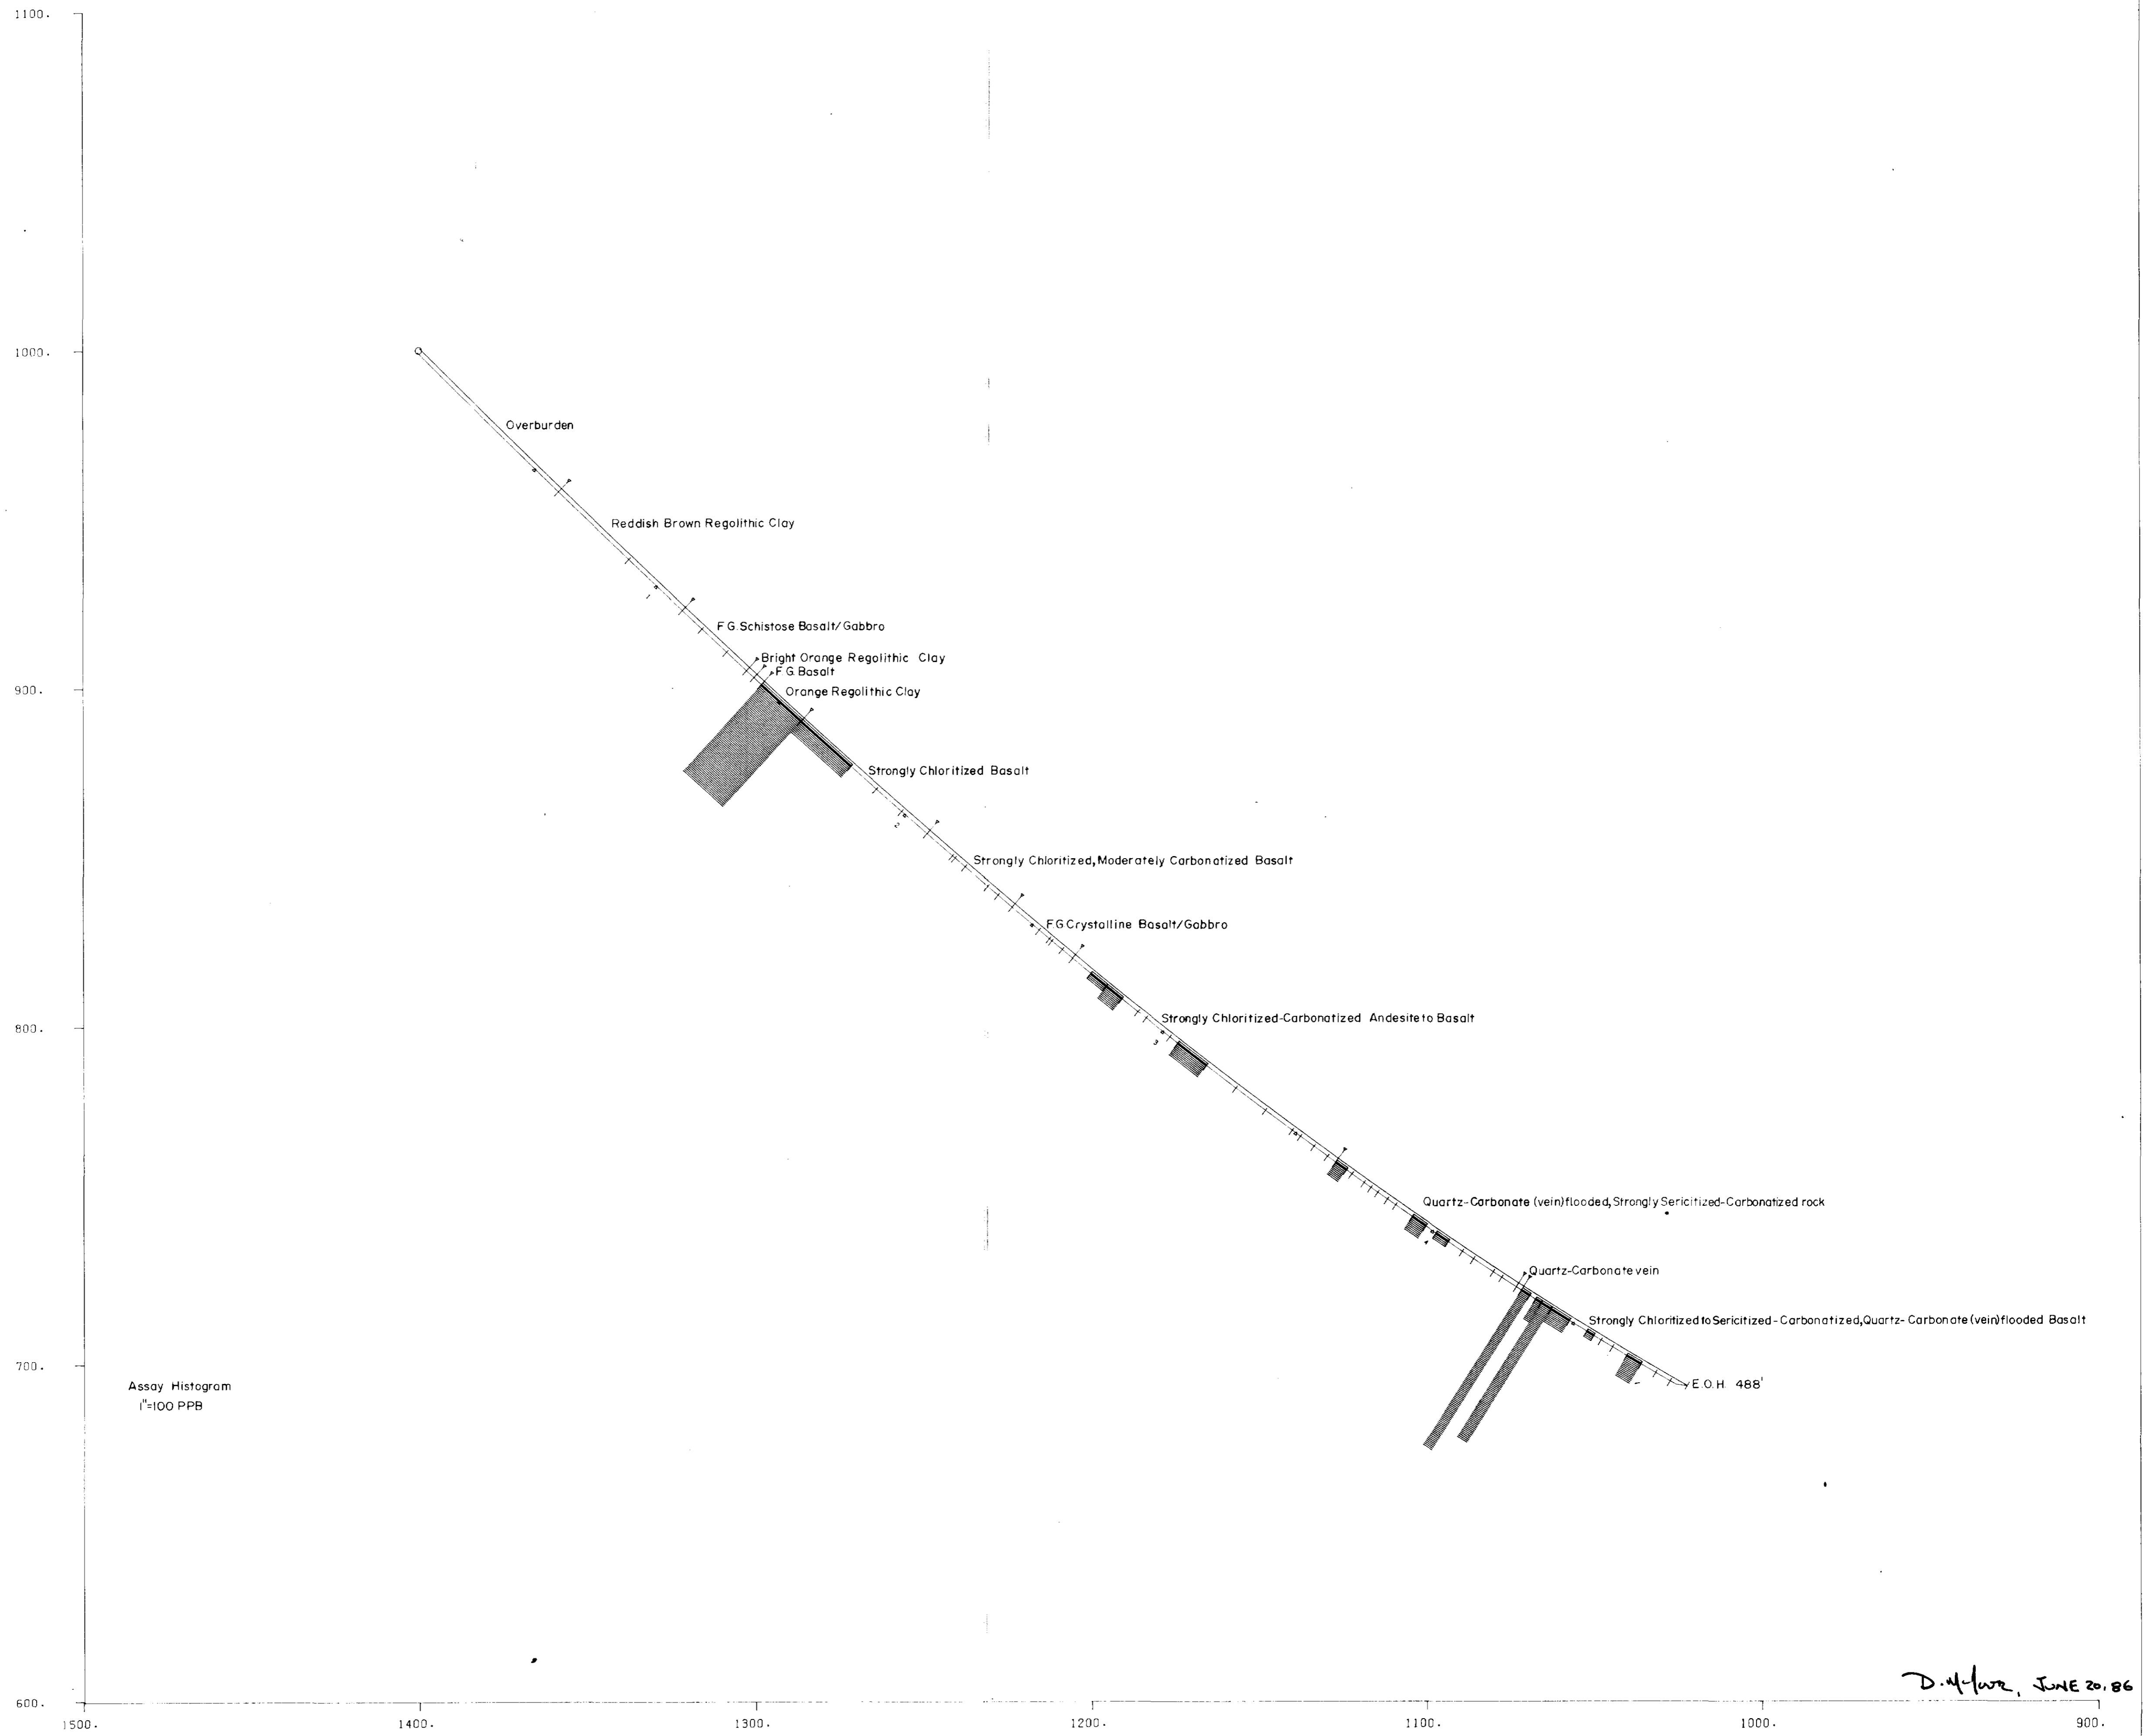 1100.
1000.
Overburden
Reddish Brown Regolithic Clay
1
F.G. Schistose Basalt/Gabbro
Bright Orange Regolithic Clay
F.G. Basalt
900.
Orange Regolithic Clay
Strongly Chloritized Basalt
2
Strongly Chloritized, Moderately Carbonatized Basalt
F.G Crystalline Basalt/Gabbro
800.
Strongly Chloritized-Carbonatized Andesite to Basalt
3
Quartz-Carbonate (vein) flooded, Strongly Sericitized-Carbonatized rock
4
Quartz-Carbonate vein
Strongly Chloritized to Sericitized-Carbonatized, Quartz-Carbonate (vein) flooded Basalt
700.
E.O.H. 488'
Assay Histogram
1"=100 PPB
D. JUNE 20, 86
600.
1500. 1400. 1300. 1200. 1100. 1000. 900.